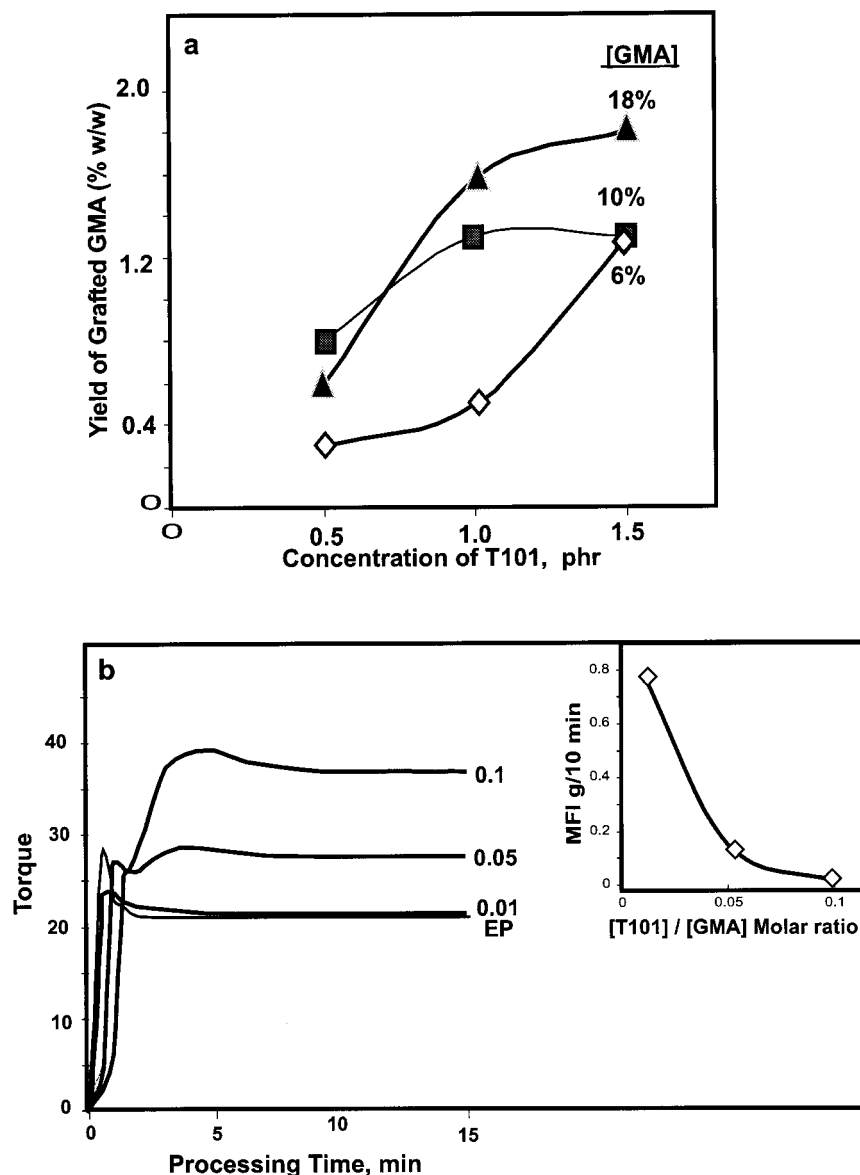 a
[GMA]
2.0
18%
10%
1.2
6%
0.4
O
O
0.5
1.0
1.5
Yield of Grafted GMA (% w/w)
Concentration of T101, phr
b
40
30
20
10
0
0
5
10
15
Torque
Processing Time, min
0.1
0.05
0.01
EP
0.8
0.6
0.4
0.2
0
0
0.05
0.1
MFI g/10 min
[T101] / [GMA] Molar ratio